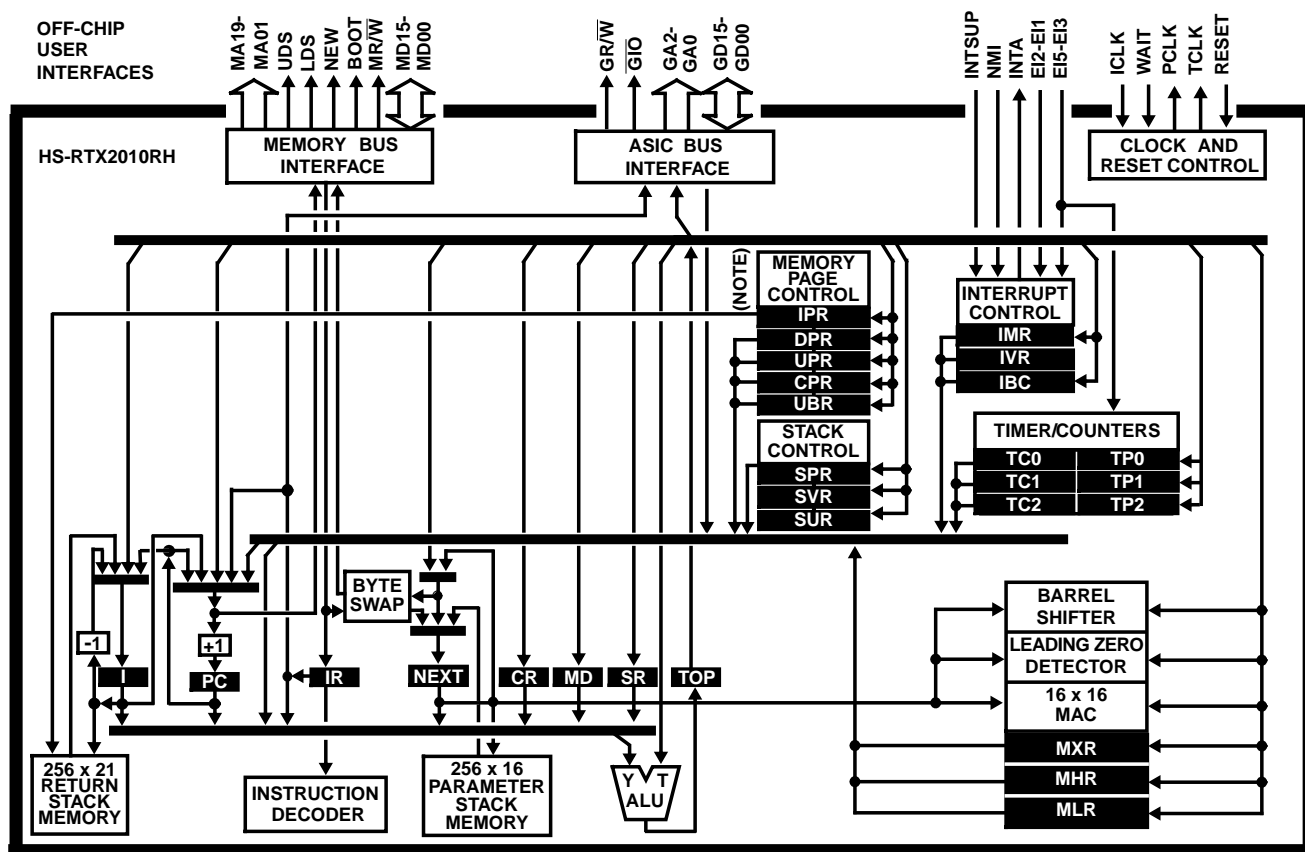 OFF-CHIP
USER
INTERFACES
MA19-
MA01
UDS
LDS
NEW
BOOT
MR/W
MD15-
MD00
GR/W
GIO
GA2-
GA0
GD15-
GD00
INTSUP
NMI
INTA
EI2-EI1
EI5-EI3
ICLK
WAIT
PCLK
TCLK
RESET
HS-RTX2010RH
MEMORY BUS
INTERFACE
ASIC BUS
INTERFACE
CLOCK AND
RESET CONTROL
(NOTE)
MEMORY
PAGE
CONTROL
IPR
DPR
UPR
CPR
UBR
STACK
CONTROL
SPR
SVR
SUR
INTERRUPT
CONTROL
IMR
IVR
IBC
TIMER/COUNTERS
TC0 TP0
TC1 TP1
TC2 TP2
BYTE
SWAP
-1
+1
I
PC
IR
NEXT
CR
MD
SR
TOP
BARREL
SHIFTER
LEADING ZERO
DETECTOR
16 x 16
MAC
MXR
MHR
MLR
256 x 21
RETURN
STACK
MEMORY
INSTRUCTION
DECODER
256 x 16
PARAMETER
STACK
MEMORY
Y T
ALU